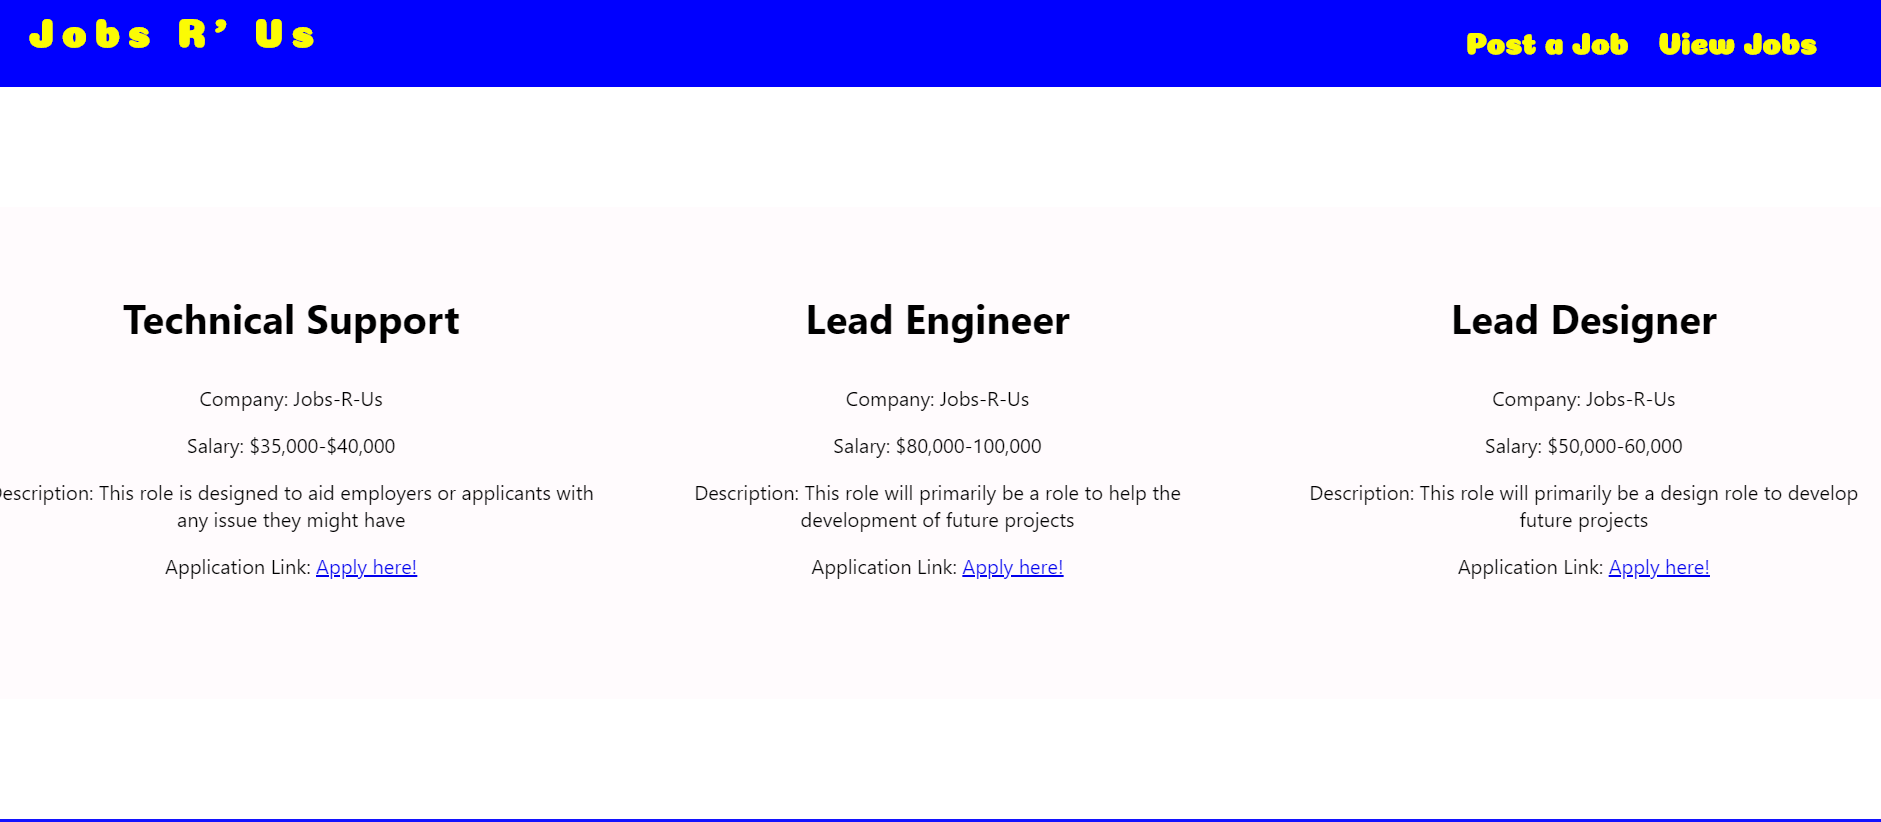 Jobs R’ Us
Post a Job
View Jobs
Technical Support
Company: Jobs-R-Us
Salary: $35,000-$40,000
Description: This role is designed to aid employers or applicants with
any issue they might have
Application Link: Apply here!
Lead Engineer
Company: Jobs-R-Us
Salary: $80,000-100,000
Description: This role will primarily be a role to help the
development of future projects
Application Link: Apply here!
Lead Designer
Company: Jobs-R-Us
Salary: $50,000-60,000
Description: This role will primarily be a design role to develop
future projects
Application Link: Apply here!